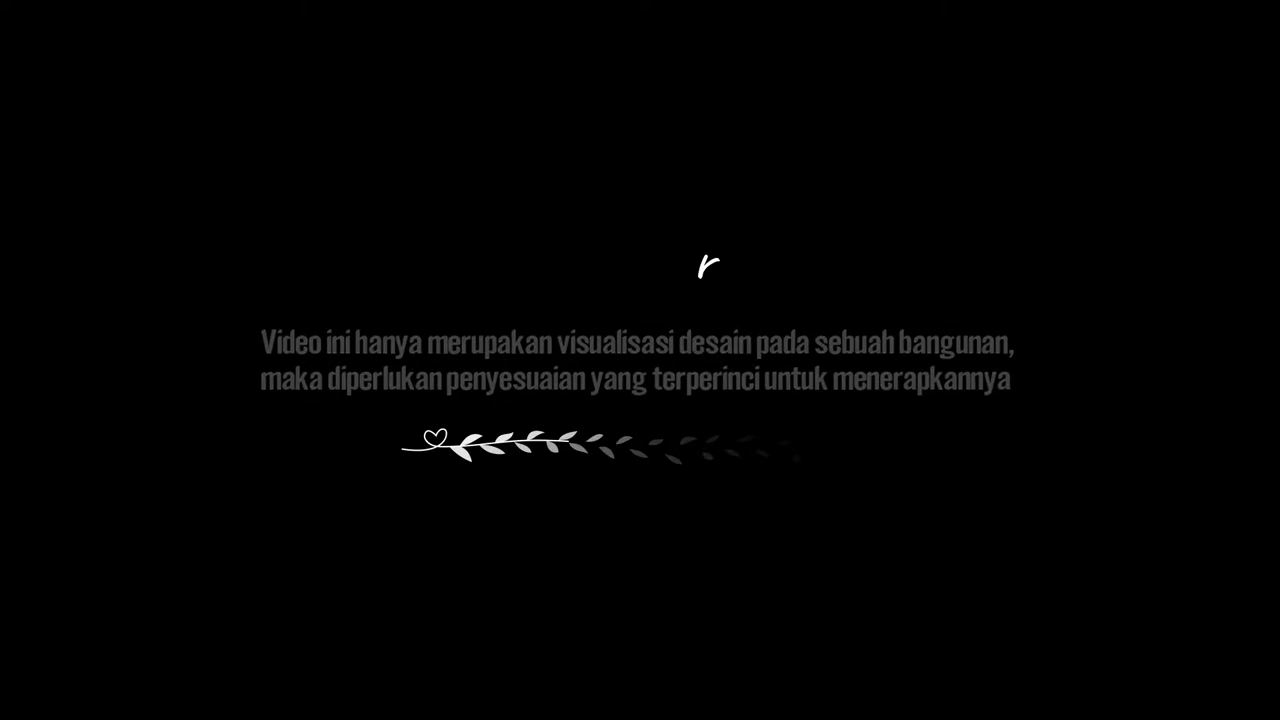 r
Video ini hanya merupakan visualisasi desain pada sebuah bangunan,
maka diperlukan penyesuaian yang terperinci untuk menerapkannya